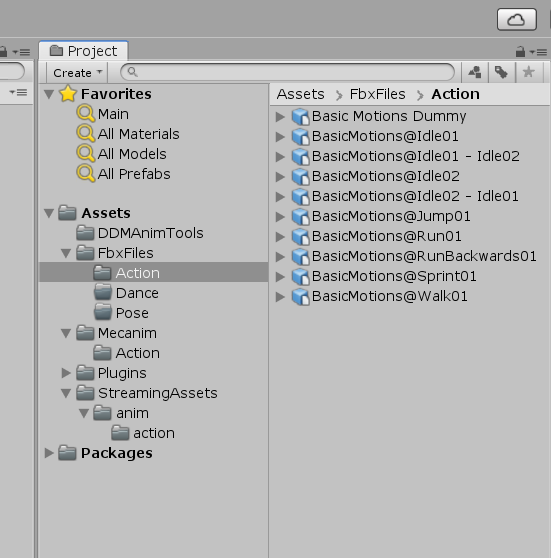 Project
Create
Favorites
Main
All Materials
All Models
All Prefabs
Assets
DDMAnimTools
FbxFiles
Action
Dance
Pose
Mecanim
Action
Plugins
StreamingAssets
anim
action
Packages
Assets FbxFiles Action
Basic Motions Dummy
BasicMotions@Idle01
BasicMotions@Idle01 - Idle02
BasicMotions@Idle02
BasicMotions@Idle02 - Idle01
BasicMotions@Jump01
BasicMotions@Run01
BasicMotions@RunBackwards01
BasicMotions@Sprint01
BasicMotions@Walk01